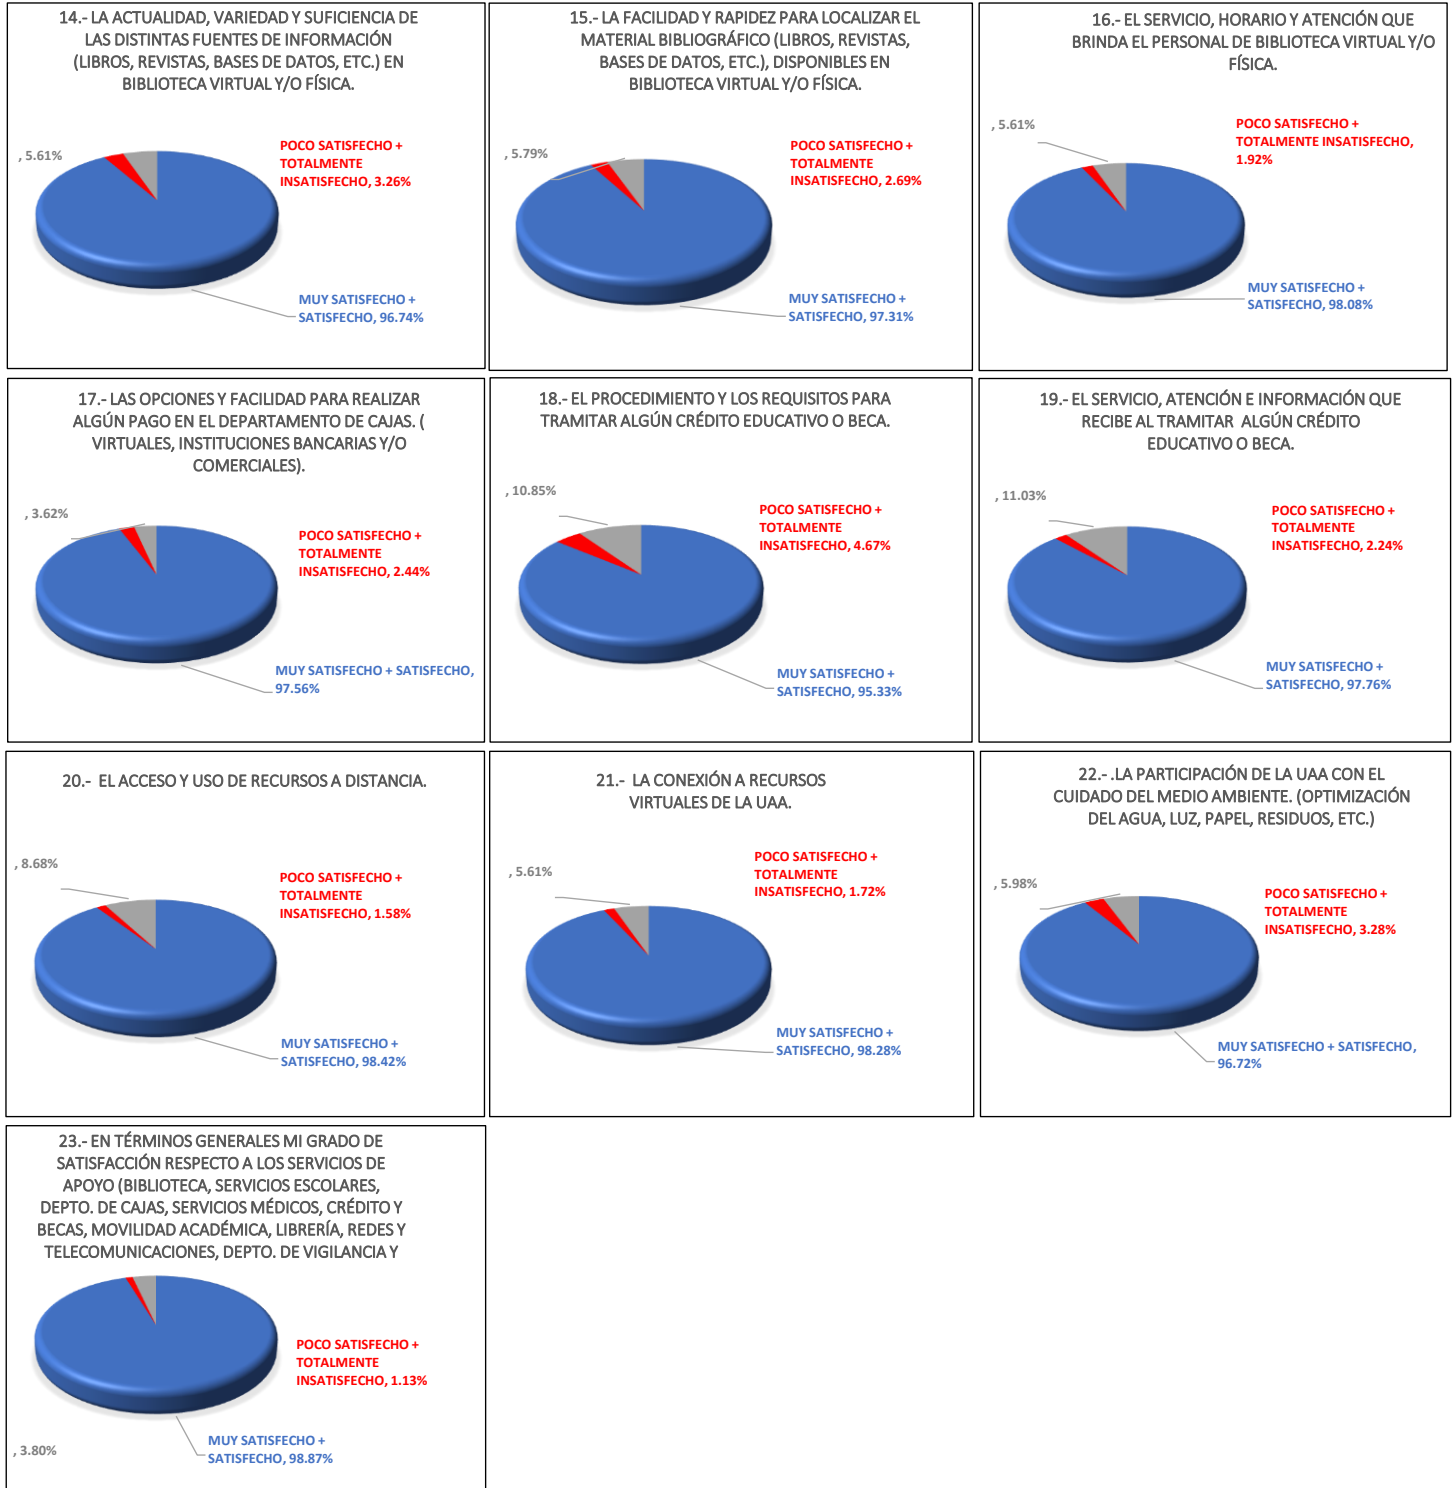 14.- LA ACTUALIDAD, VARIEDAD Y SUFICIENCIA DE
LAS DISTINTAS FUENTES DE INFORMACIÓN
(LIBROS, REVISTAS, BASES DE DATOS, ETC.) EN
BIBLIOTECA VIRTUAL Y/O FÍSICA.
, 5.61%
POCO SATISFECHO +
TOTALMENTE
INSATISFECHO, 3.26%
MUY SATISFECHO +
SATISFECHO, 96.74%
15.- LA FACILIDAD Y RAPIDEZ PARA LOCALIZAR EL
MATERIAL BIBLIOGRÁFICO (LIBROS, REVISTAS,
BASES DE DATOS, ETC.), DISPONIBLES EN
BIBLIOTECA VIRTUAL Y/O FÍSICA.
, 5.79%
POCO SATISFECHO +
TOTALMENTE
INSATISFECHO, 2.69%
MUY SATISFECHO +
SATISFECHO, 97.31%
16.- EL SERVICIO, HORARIO Y ATENCIÓN QUE
BRINDA EL PERSONAL DE BIBLIOTECA VIRTUAL Y/O
FÍSICA.
, 5.61%
POCO SATISFECHO +
TOTALMENTE INSATISFECHO,
1.92%
MUY SATISFECHO +
SATISFECHO, 98.08%
17.- LAS OPCIONES Y FACILIDAD PARA REALIZAR
ALGÚN PAGO EN EL DEPARTAMENTO DE CAJAS. (
VIRTUALES, INSTITUCIONES BANCARIAS Y/O
COMERCIALES).
, 3.62%
POCO SATISFECHO +
TOTALMENTE
INSATISFECHO, 2.44%
MUY SATISFECHO + SATISFECHO,
97.56%
18.- EL PROCEDIMIENTO Y LOS REQUISITOS PARA
TRAMITAR ALGÚN CRÉDITO EDUCATIVO O BECA.
, 10.85%
POCO SATISFECHO +
TOTALMENTE
INSATISFECHO, 4.67%
MUY SATISFECHO +
SATISFECHO, 95.33%
19.- EL SERVICIO, ATENCIÓN E INFORMACIÓN QUE
RECIBE AL TRAMITAR  ALGÚN CRÉDITO
EDUCATIVO O BECA.
, 11.03%
POCO SATISFECHO +
TOTALMENTE
INSATISFECHO, 2.24%
MUY SATISFECHO +
SATISFECHO, 97.76%
20.-  EL ACCESO Y USO DE RECURSOS A DISTANCIA.
, 8.68%
POCO SATISFECHO +
TOTALMENTE
INSATISFECHO, 1.58%
MUY SATISFECHO +
SATISFECHO, 98.42%
21.-  LA CONEXIÓN A RECURSOS
VIRTUALES DE LA UAA.
, 5.61%
POCO SATISFECHO +
TOTALMENTE
INSATISFECHO, 1.72%
MUY SATISFECHO +
SATISFECHO, 98.28%
22.- .LA PARTICIPACIÓN DE LA UAA CON EL
CUIDADO DEL MEDIO AMBIENTE. (OPTIMIZACIÓN
DEL AGUA, LUZ, PAPEL, RESIDUOS, ETC.)
, 5.98%
POCO SATISFECHO +
TOTALMENTE
INSATISFECHO, 3.28%
MUY SATISFECHO + SATISFECHO,
96.72%
23.- EN TÉRMINOS GENERALES MI GRADO DE
SATISFACCIÓN RESPECTO A LOS SERVICIOS DE
APOYO (BIBLIOTECA, SERVICIOS ESCOLARES,
DEPTO. DE CAJAS, SERVICIOS MÉDICOS, CRÉDITO Y
BECAS, MOVILIDAD ACADÉMICA, LIBRERÍA, REDES Y
TELECOMUNICACIONES, DEPTO. DE VIGILANCIA Y
POCO SATISFECHO +
TOTALMENTE
INSATISFECHO, 1.13%
MUY SATISFECHO +
SATISFECHO, 98.87%
, 3.80%